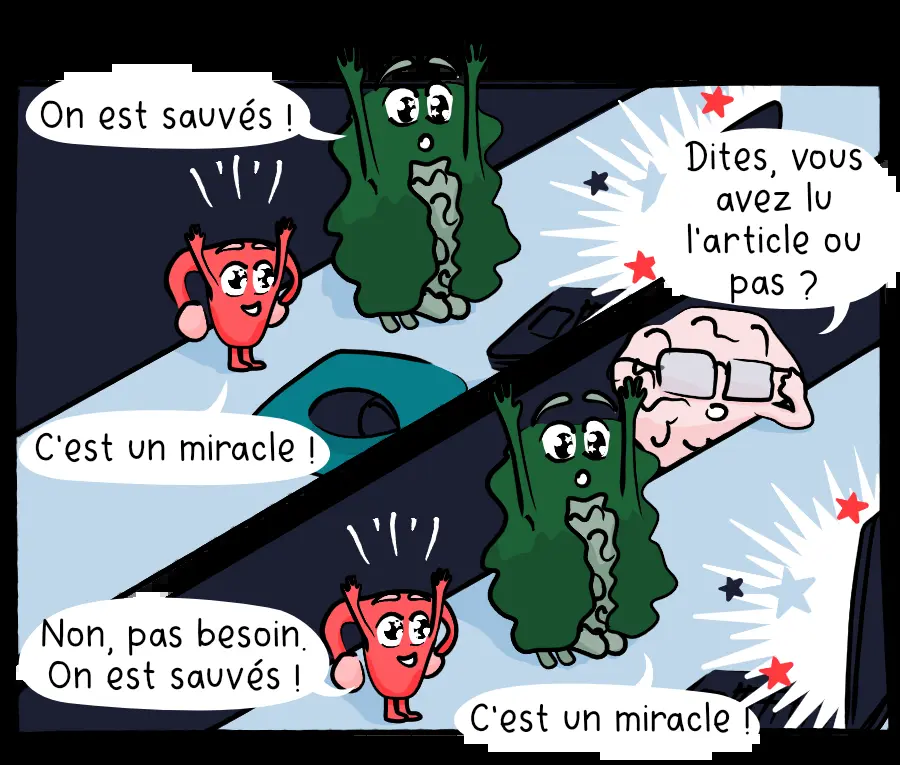 On est sauvés !
C'est un miracle !
Dites, vous
avez lu
l'article ou
pas ?
Non, pas besoin.
On est sauvés !
C'est un miracle !